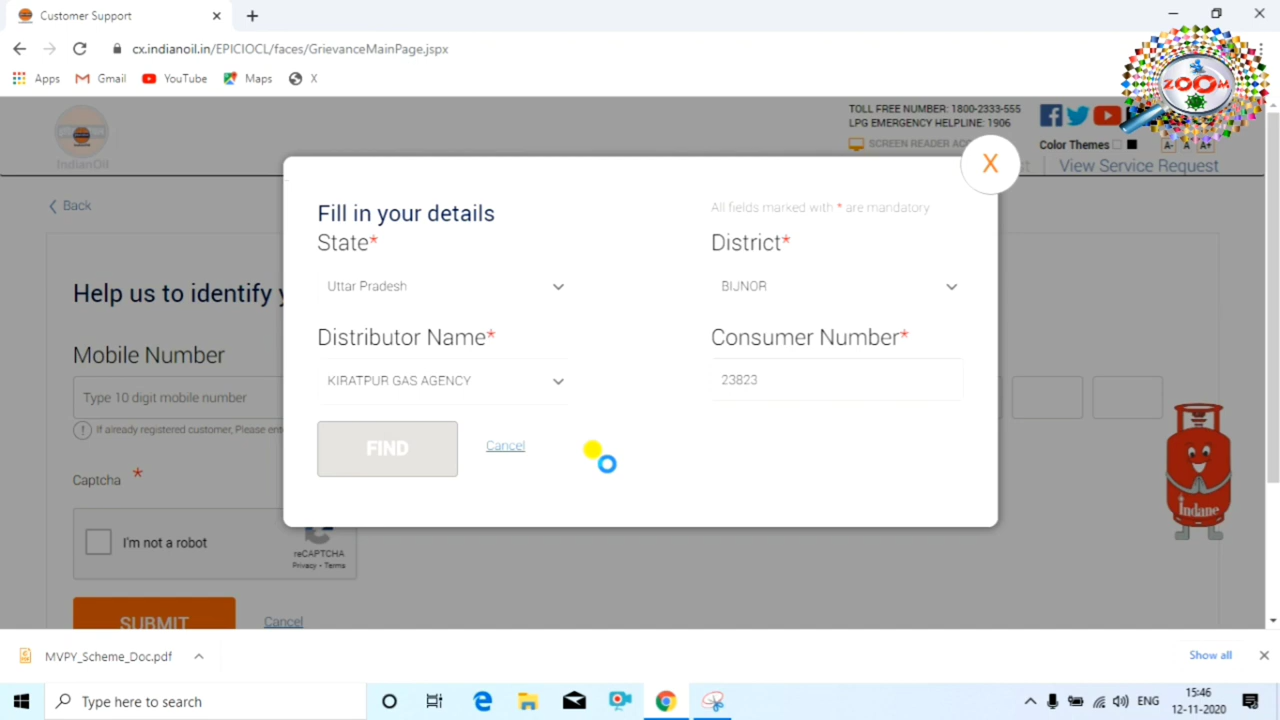 Customer Support
cx.indianoil.in/EPICIOCL/faces/GrievanceMainPage.jspx
Apps Gmail YouTube Maps X
ZOOM
IndianOil
TOLL FREE NUMBER: 1800-2333-555
LPG EMERGENCY HELPLINE: 1906
SCREEN READER
Color Themes A- A A+
View Service Request
X
Back
Fill in your details
All fields marked with * are mandatory
State*
District*
Uttar Pradesh
BIJNOR
Help us to identify
Distributor Name*
Consumer Number*
Mobile Number
KIRATPUR GAS AGENCY
23823
Type 10 digit mobile number
If already registered customer, Please
FIND
Cancel
Captcha *
Indane
I'm not a robot
reCAPTCHA
Privacy - Terms
SUBMIT
Cancel
MVPY_Scheme_Doc.pdf
Show all
Type here to search
ENG
15:46
12-11-2020